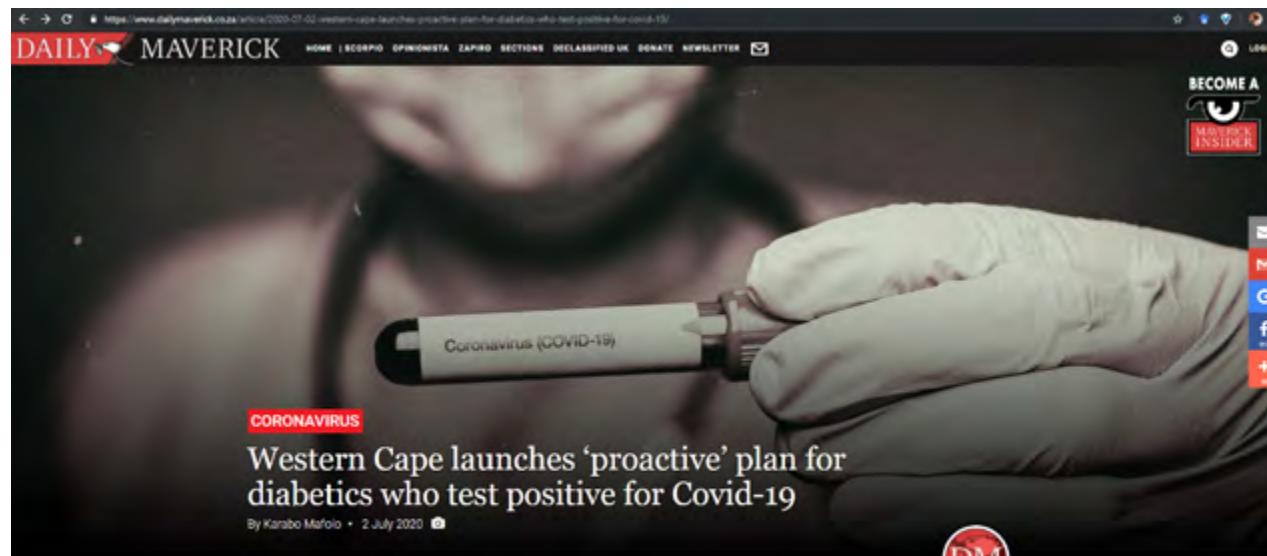 https://www.dailymaverick.co.za/article/2020-07-02-western-cape-launches-proactive-plan-for-diabetics-who-test-positive-for-covid-19/
DAILY MAVERICK
HOME | SCORPIO OPINIONISTA ZAPIRO SECTIONS DECLASSIFIED UK DONATE NEWSLETTER
BECOME A
MAVERICK
INSIDER
Coronavirus (COVID-19)
CORONAVIRUS
Western Cape launches ‘proactive’ plan for
diabetics who test positive for Covid-19
By Karabo Mafolo • 2 July 2020
DM